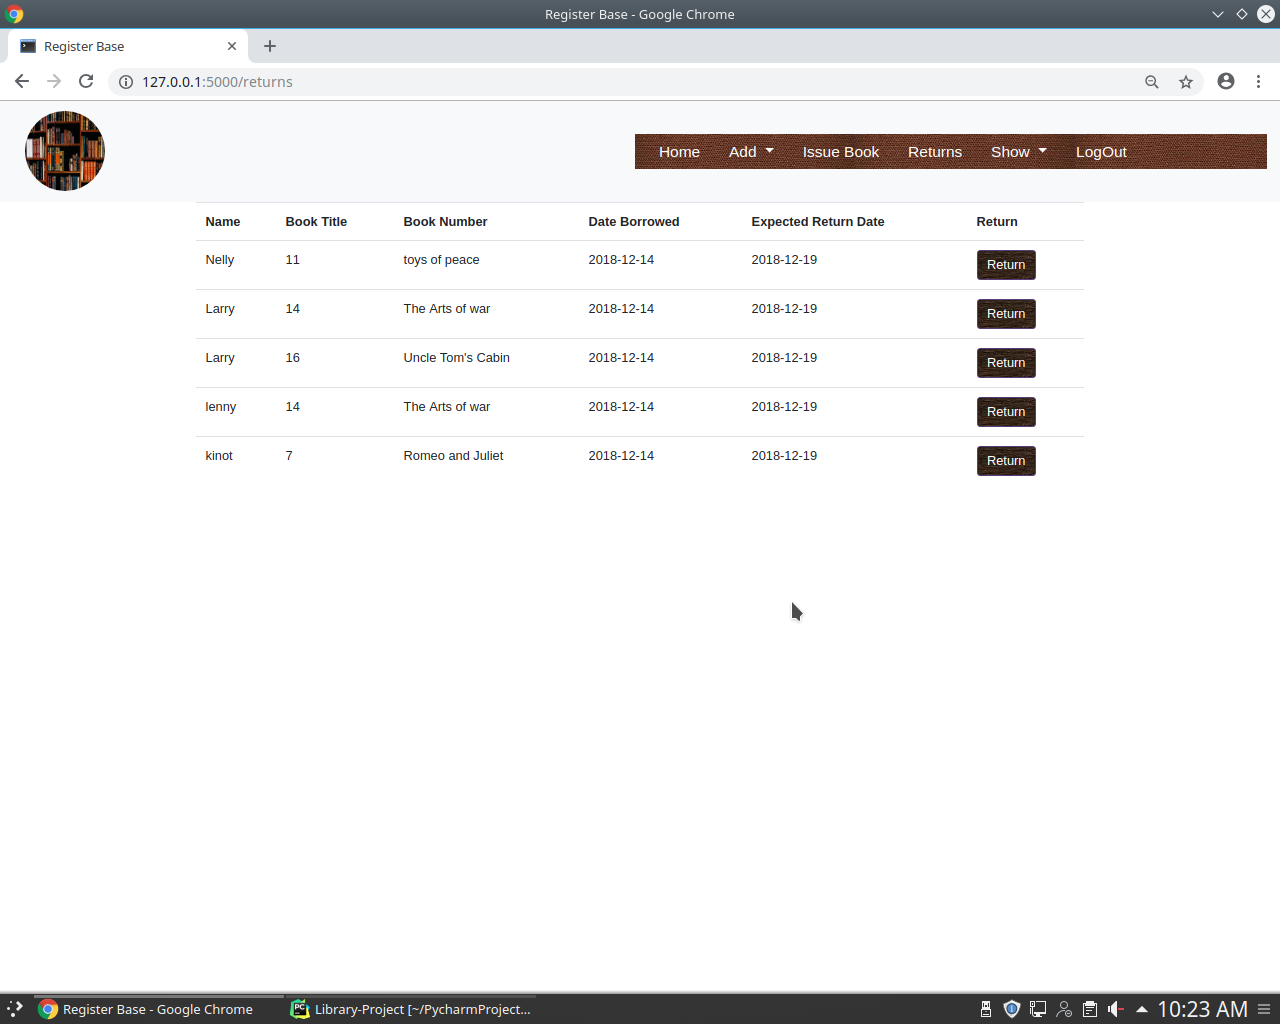 Register Base - Google Chrome
Register Base
127.0.0.1:5000/returns
Home Add Issue Book Returns Show LogOut
Name Book Title Book Number Date Borrowed Expected Return Date Return
Nelly 11 toys of peace 2018-12-14 2018-12-19 Return
Larry 14 The Arts of war 2018-12-14 2018-12-19 Return
Larry 16 Uncle Tom's Cabin 2018-12-14 2018-12-19 Return
lenny 14 The Arts of war 2018-12-14 2018-12-19 Return
kinot 7 Romeo and Juliet 2018-12-14 2018-12-19 Return
Register Base - Google Chrome PC Library-Project [~/PycharmProject... 10:23 AM